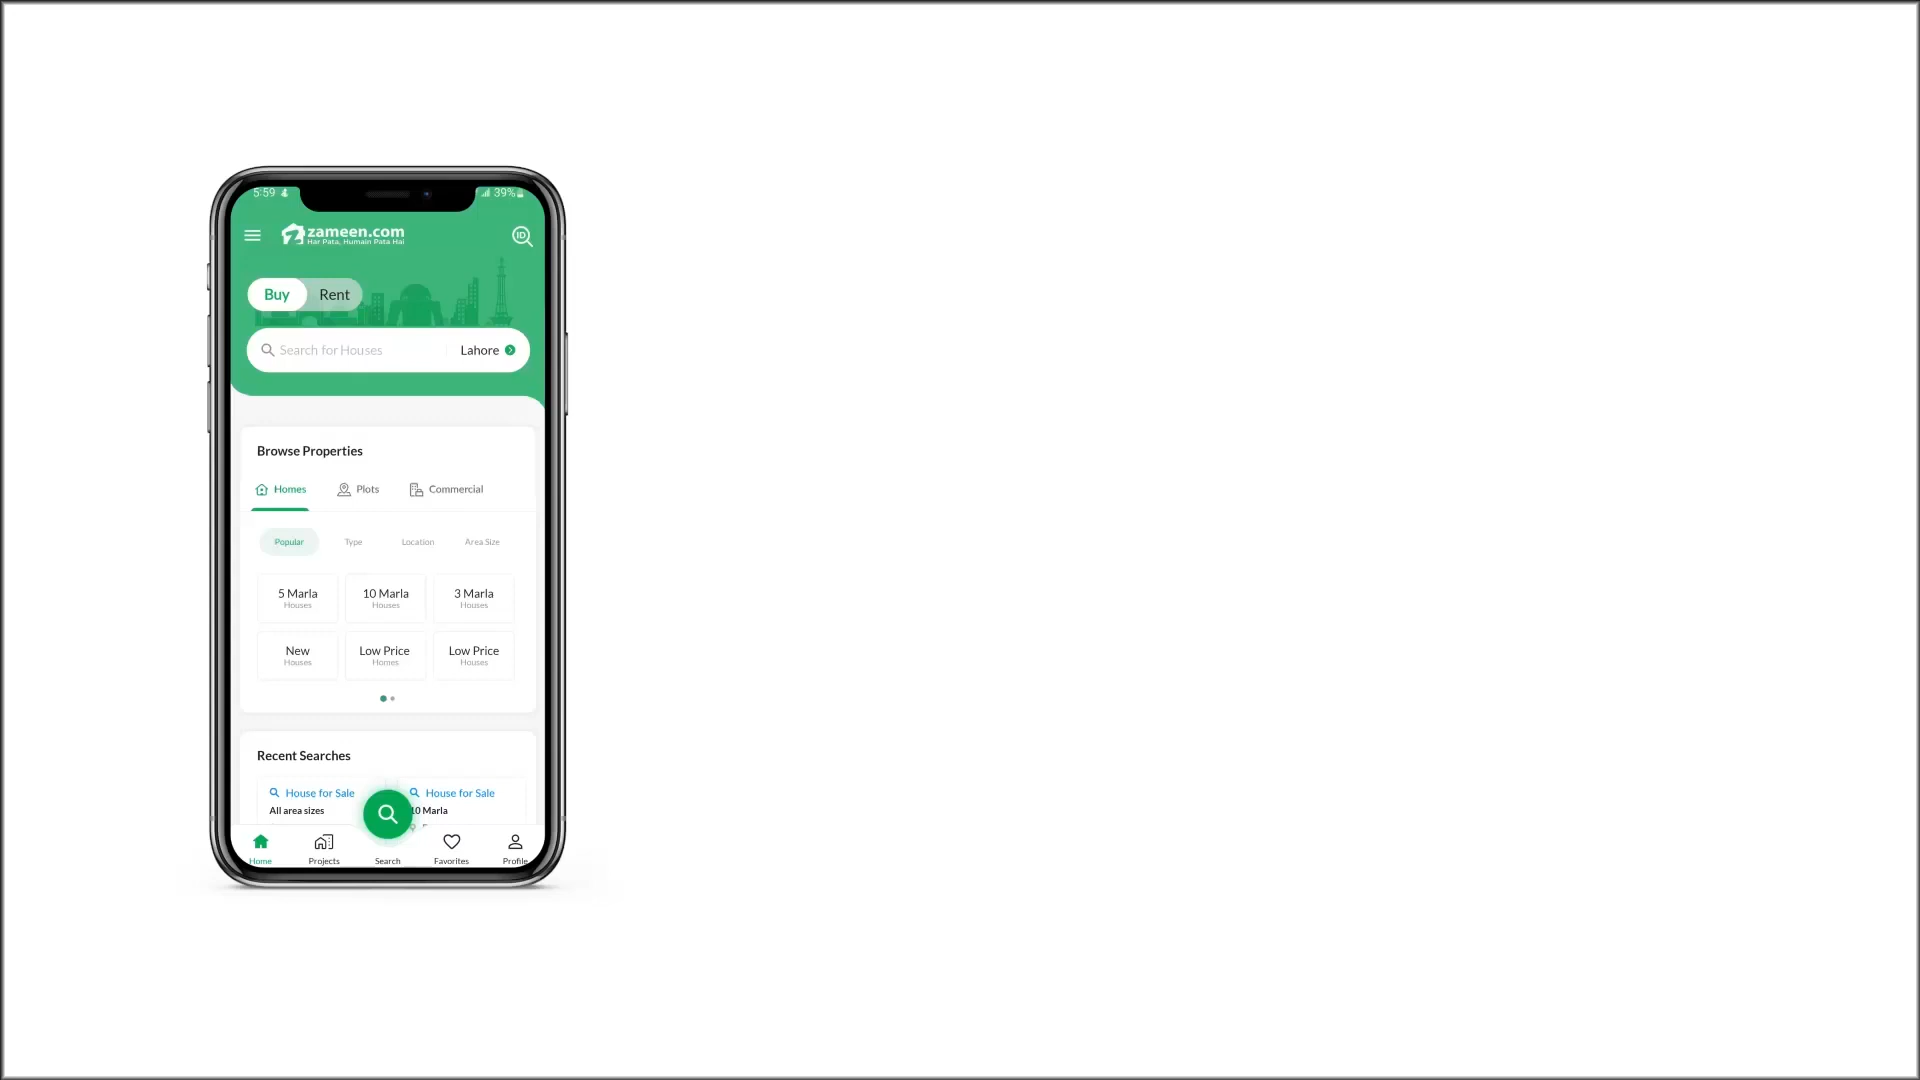 5:59
39%
zameen.com
Har Pata, Humain Pata Hai
ID
Buy Rent
Search for Houses Lahore
Browse Properties
Homes Plots Commercial
Popular Type Location Area Size
5 Marla 10 Marla 3 Marla
Houses Houses Houses
New Low Price Low Price
Houses Homes Houses
Recent Searches
House for Sale House for Sale
All area sizes 10 Marla
Home Projects Search Favorites Profile